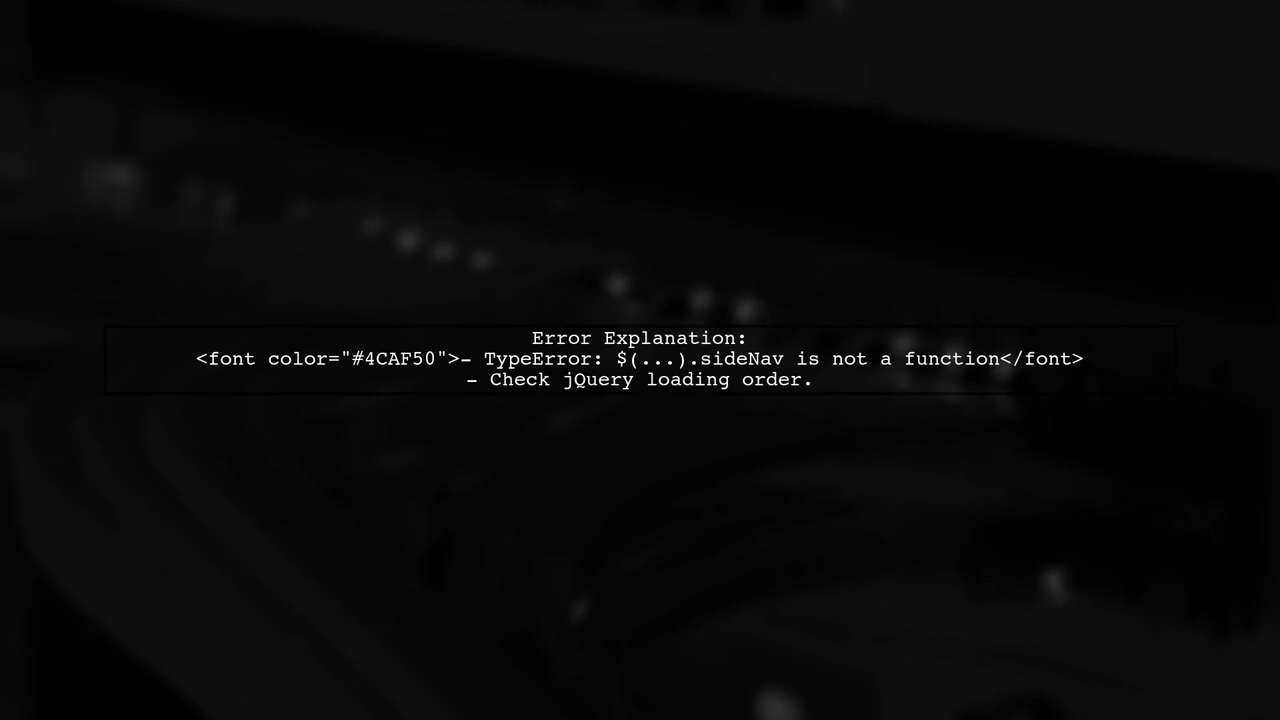 Error Explanation:
<font color="#4CAF50">- TypeError: $(...).sideNav is not a function</font>
- Check jQuery loading order.